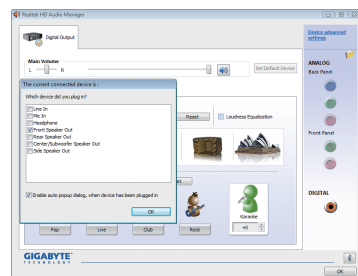 Realtek HD Audio Manager
Digital Output
Device advanced settings
Main Volume
L
R
Set Default Device
ANALOG
Back Panel
The current connected device is :
Which device did you plug in?
Line In
Mic In
Headphone
Front Speaker Out
Rear Speaker Out
Center/Subwoofer Speaker Out
Side Speaker Out
Enable auto popup dialog, when device has been plugged in
OK
Reset
Loudness Equalization
Front Panel
Karaoke
+0
Pop
Live
Club
Rock
DIGITAL
GIGABYTE
TECHNOLOGY
OK